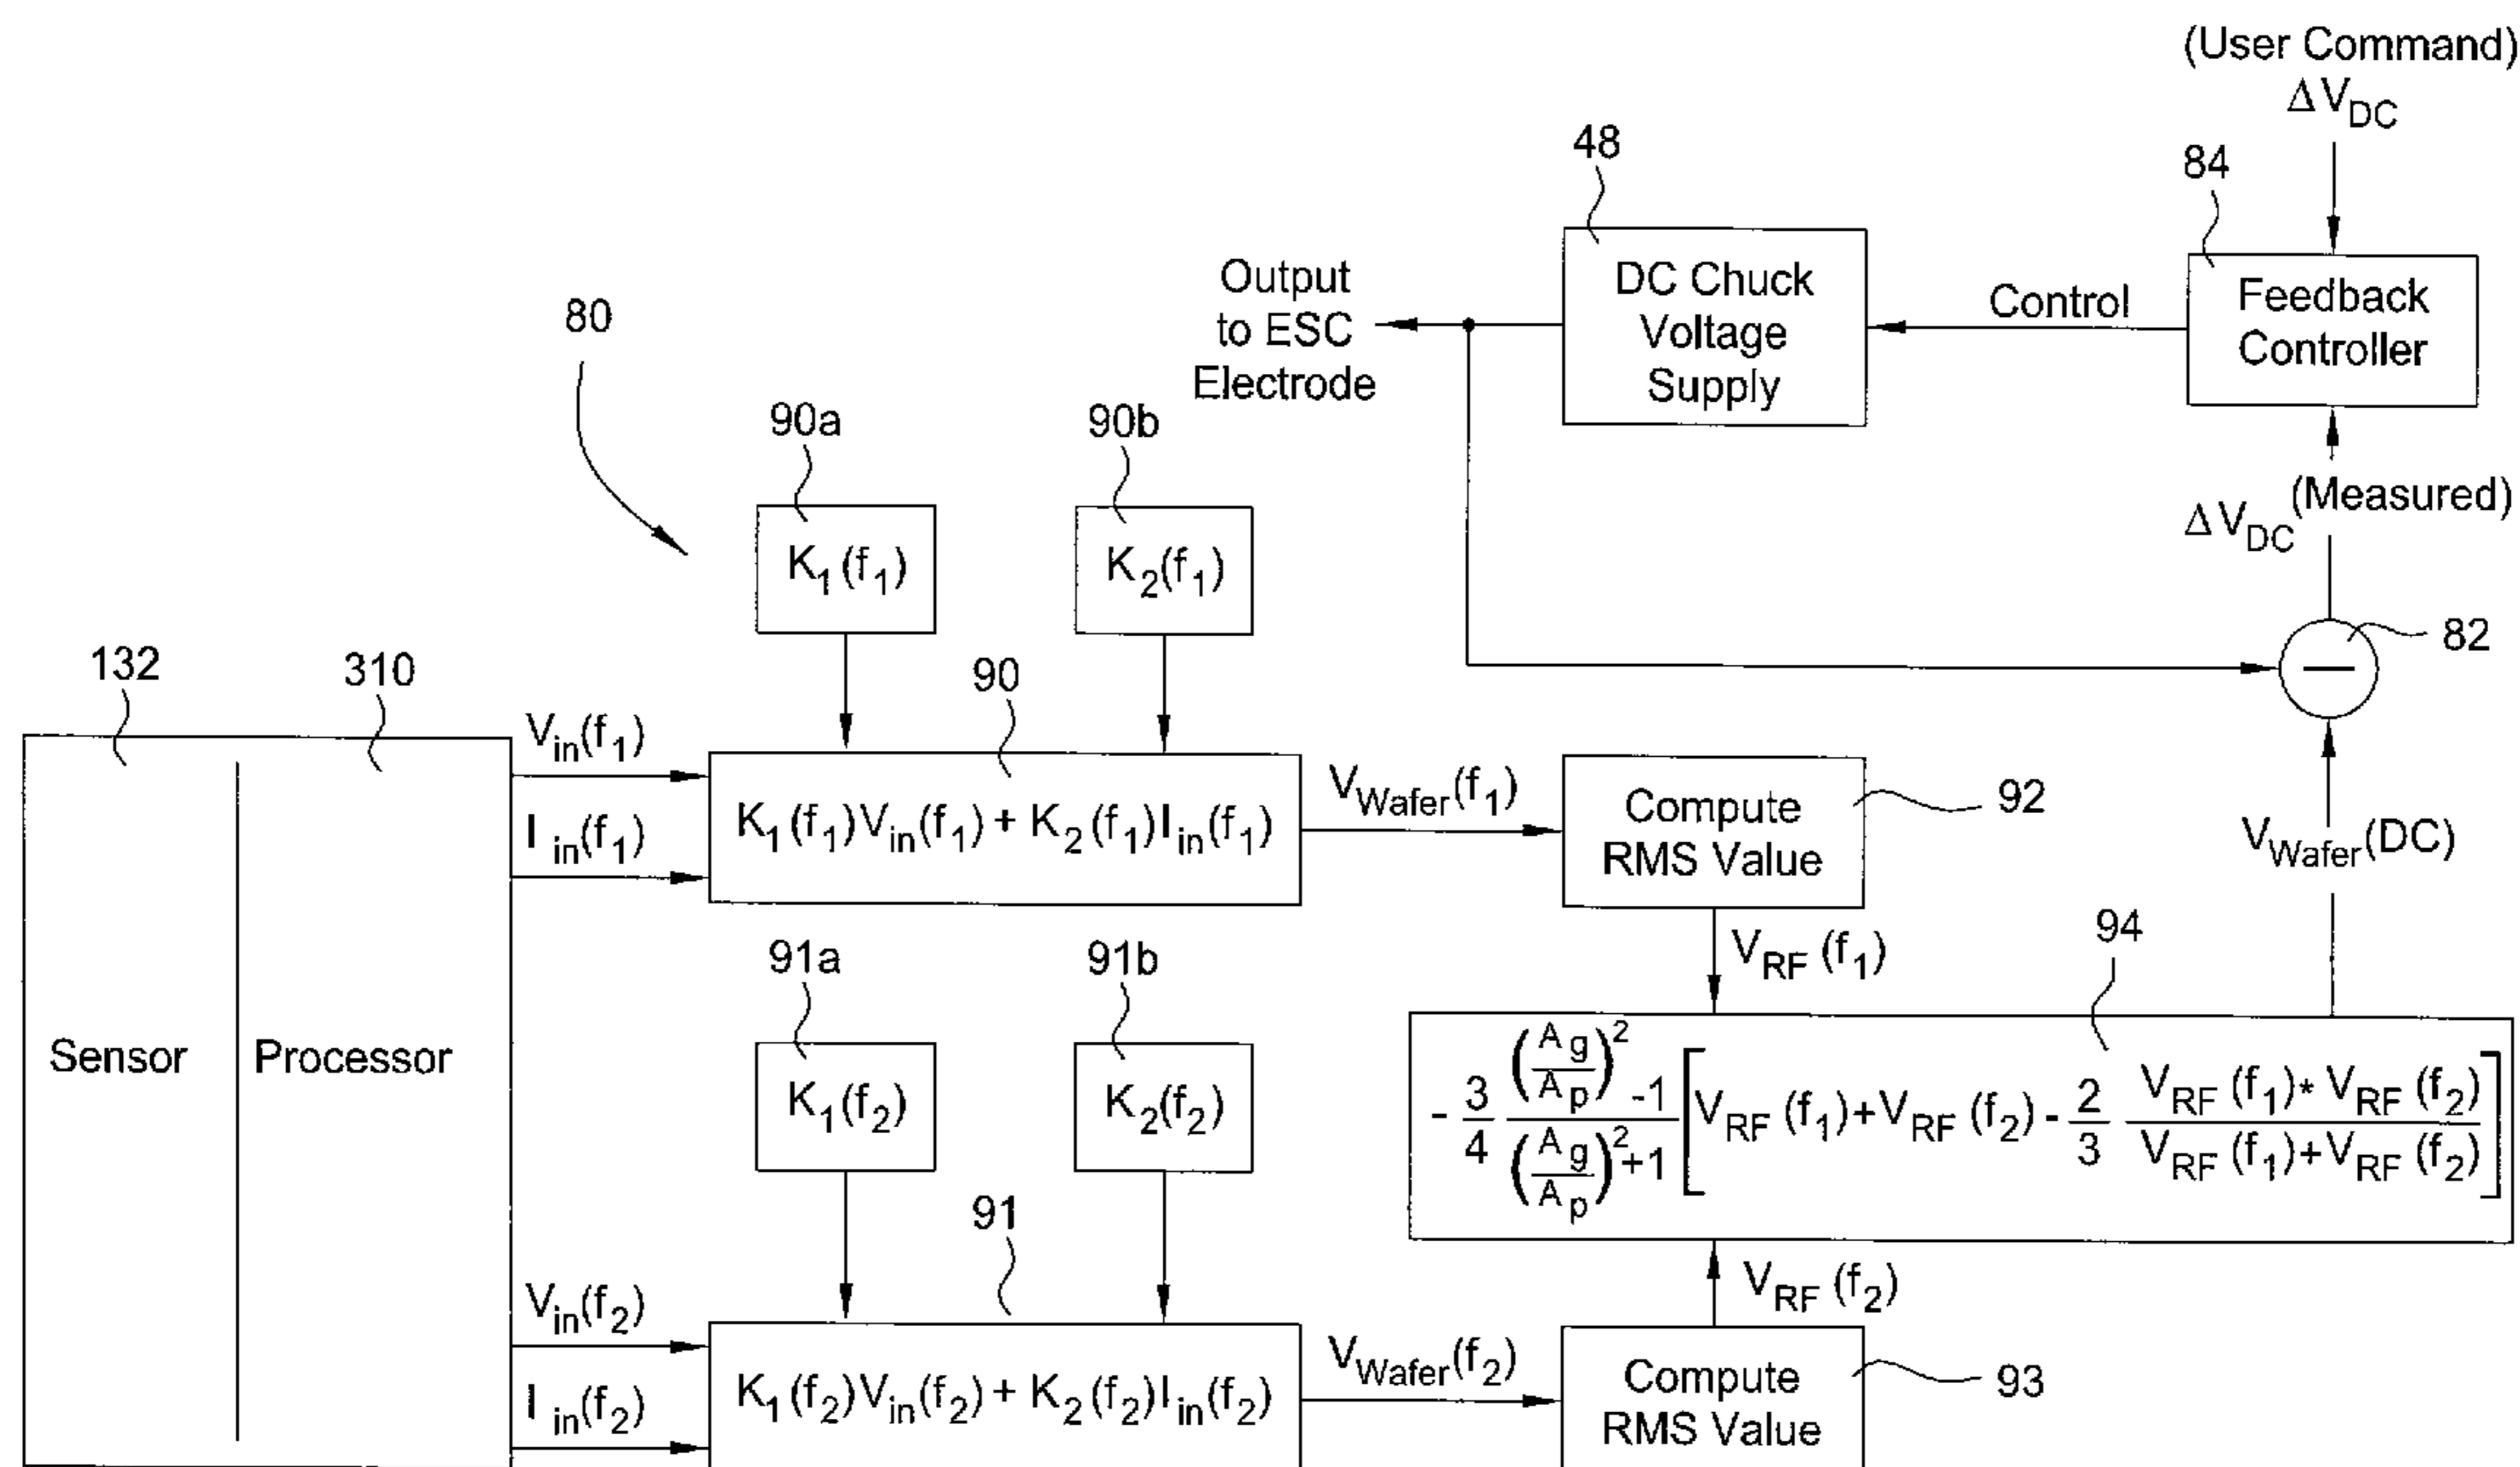 (User Command)
ΔV_DC
48
84
DC Chuck
Voltage
Supply
Control
Feedback
Controller
Output
to ESC
Electrode
80
(Measured)
ΔV_DC
90a
90b
K_1(f_1)
K_2(f_1)
82
–
132
310
90
V_in(f_1)
I_in(f_1)
K_1(f_1)V_in(f_1) + K_2(f_1)I_in(f_1)
V_Wafer(f_1)
Compute
RMS Value
92
V_Wafer(DC)
91a
91b
V_RF(f_1)
94
Sensor
Processor
K_1(f_2)
K_2(f_2)
- 3/4 ((A_g/A_p)^2 -1)/((A_g/A_p)^2 +1) [V_RF(f_1)+V_RF(f_2) - 2/3 (V_RF(f_1)* V_RF(f_2))/(V_RF(f_1)+V_RF(f_2))]
91
V_RF(f_2)
V_in(f_2)
I_in(f_2)
K_1(f_2)V_in(f_2) + K_2(f_2)I_in(f_2)
V_Wafer(f_2)
Compute
RMS Value
93